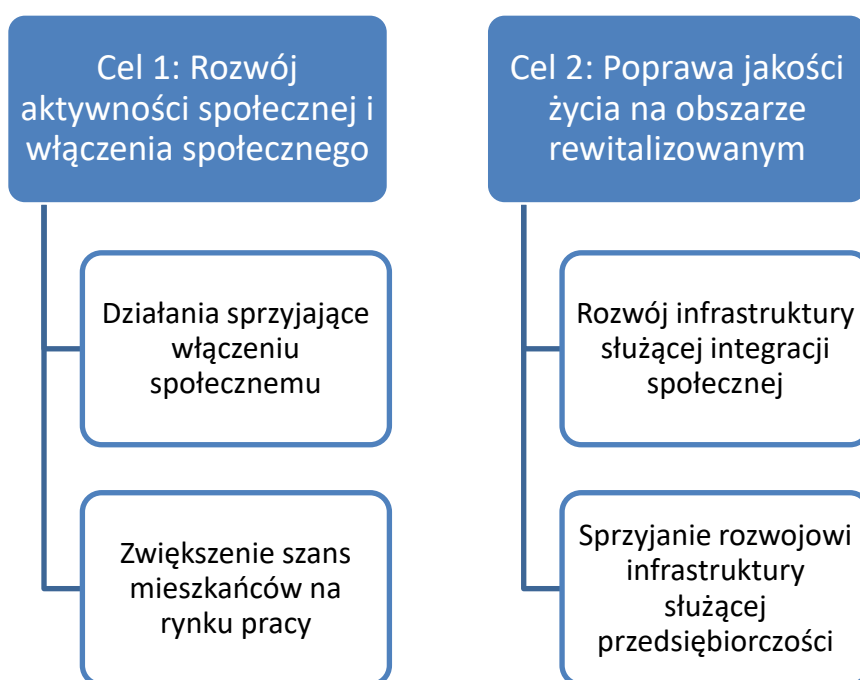 Cel 1: Rozwój
aktywności społecznej i
włączenia społecznego
Działania sprzyjające
włączeniu
społecznemu
Zwiększenie szans
mieszkańców na
rynku pracy
Cel 2: Poprawa jakości
życia na obszarze
rewitalizowanym
Rozwój infrastruktury
służącej integracji
społecznej
Sprzyjanie rozwojowi
infrastruktury
służącej
przedsiębiorczości